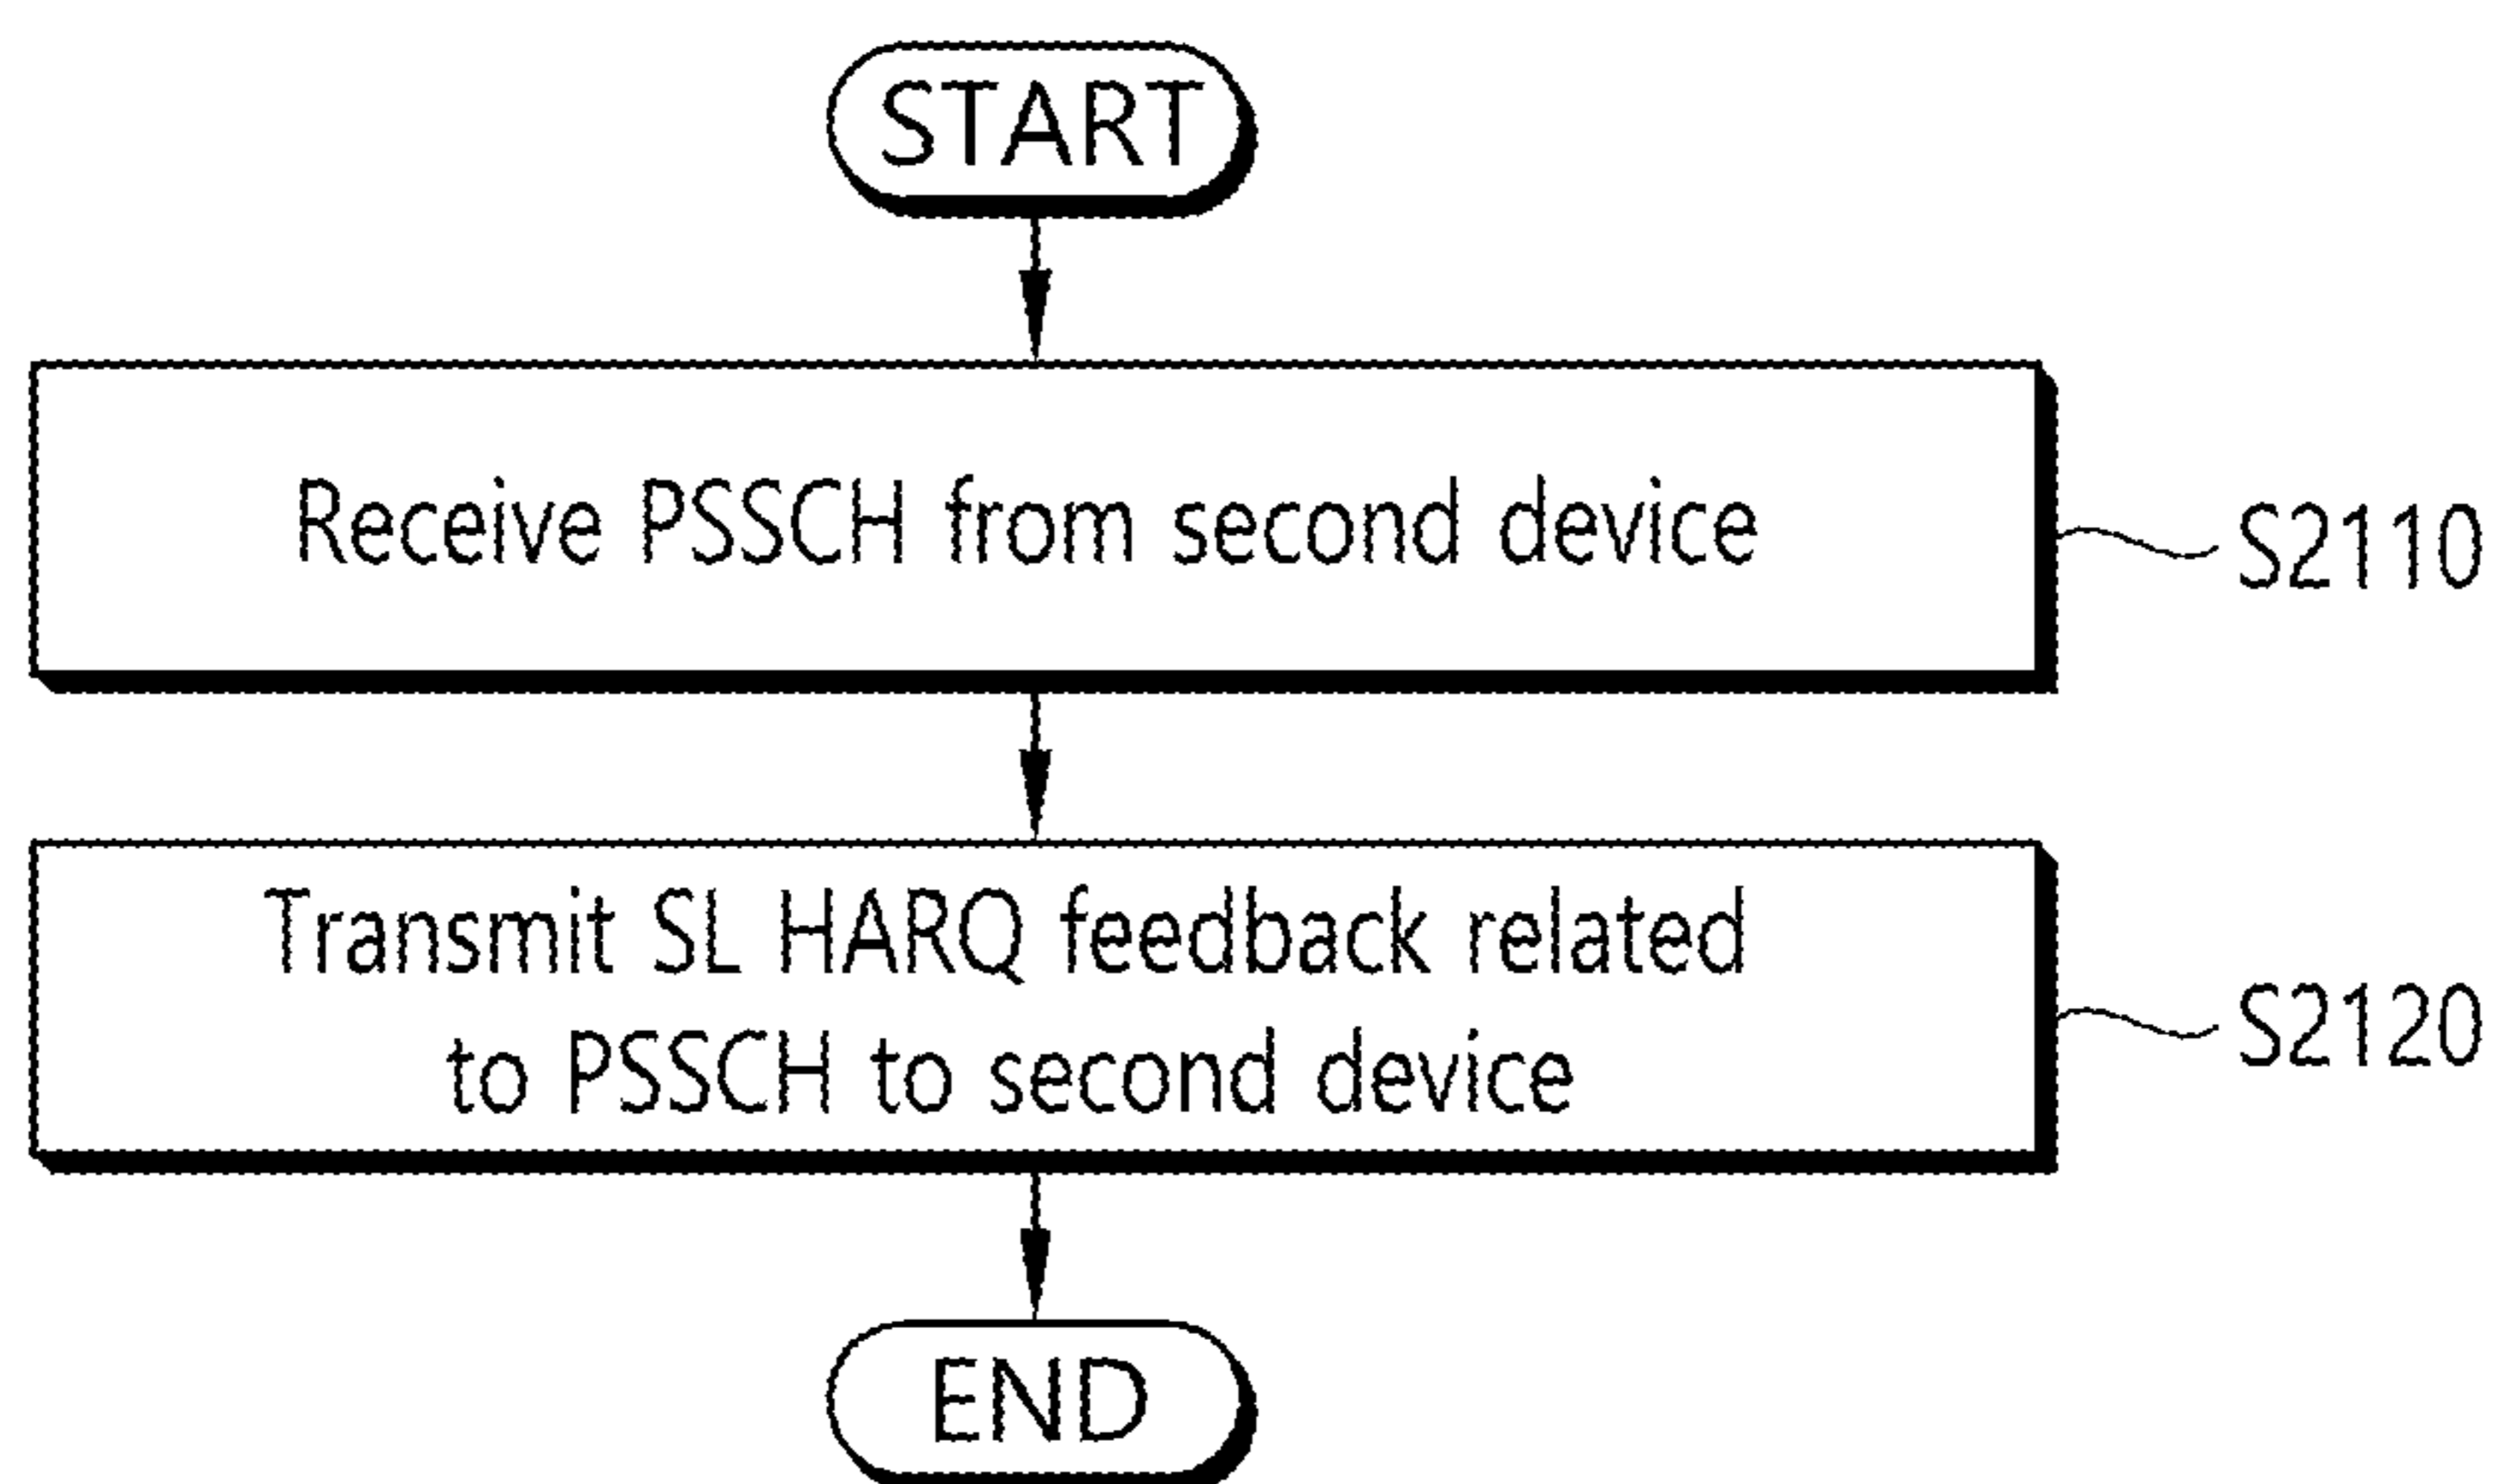 START
Receive PSSCH from second device
S2110
Transmit SL HARQ feedback related
to PSSCH to second device
S2120
END